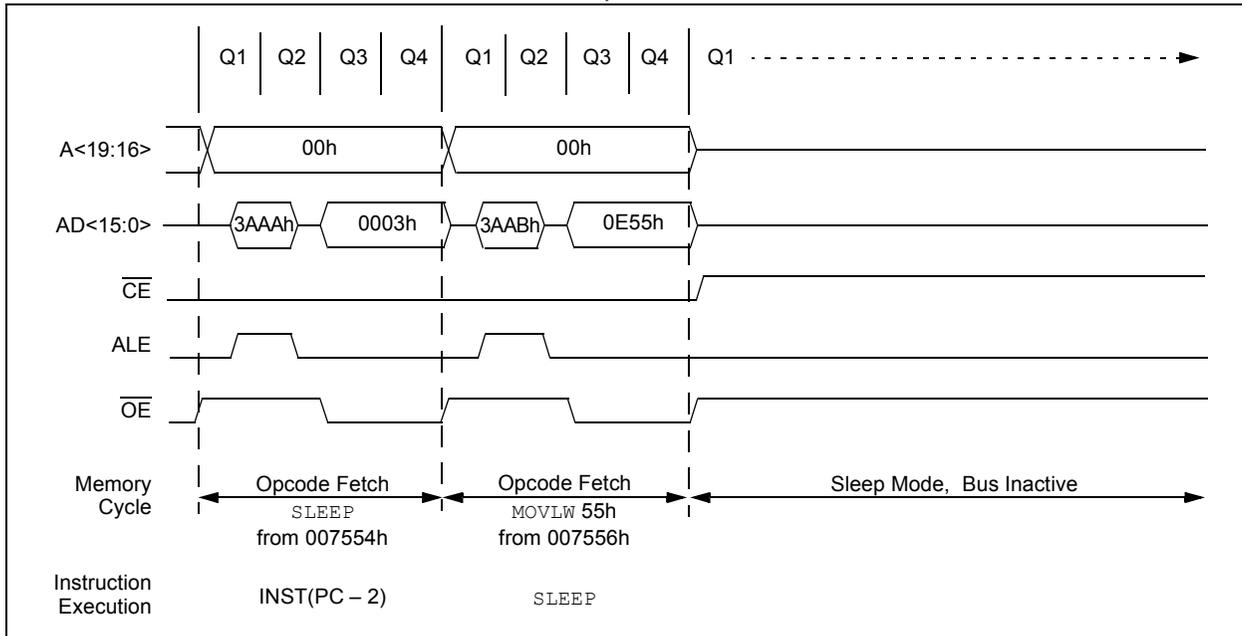 Q1 Q2 Q3 Q4 Q1 Q2 Q3 Q4 Q1
A<19:16> 00h 00h
AD<15:0> 3AAAh 0003h 3AABh 0E55h
CE
ALE
OE
Memory Cycle
Opcode Fetch
SLEEP
from 007554h
Opcode Fetch
MOVLW 55h
from 007556h
Sleep Mode, Bus Inactive
Instruction Execution
INST(PC – 2)
SLEEP